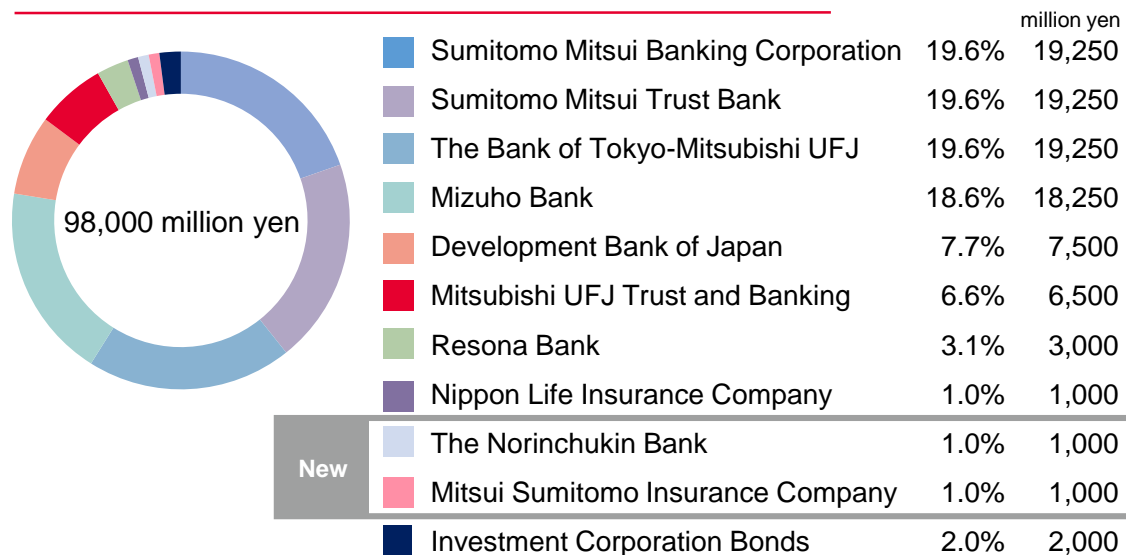 million yen
Sumitomo Mitsui Banking Corporation 19.6% 19,250
Sumitomo Mitsui Trust Bank 19.6% 19,250
The Bank of Tokyo-Mitsubishi UFJ 19.6% 19,250
Mizuho Bank 18.6% 18,250
98,000 million yen
Development Bank of Japan 7.7% 7,500
Mitsubishi UFJ Trust and Banking 6.6% 6,500
Resona Bank 3.1% 3,000
Nippon Life Insurance Company 1.0% 1,000
New
The Norinchukin Bank 1.0% 1,000
Mitsui Sumitomo Insurance Company 1.0% 1,000
Investment Corporation Bonds 2.0% 2,000